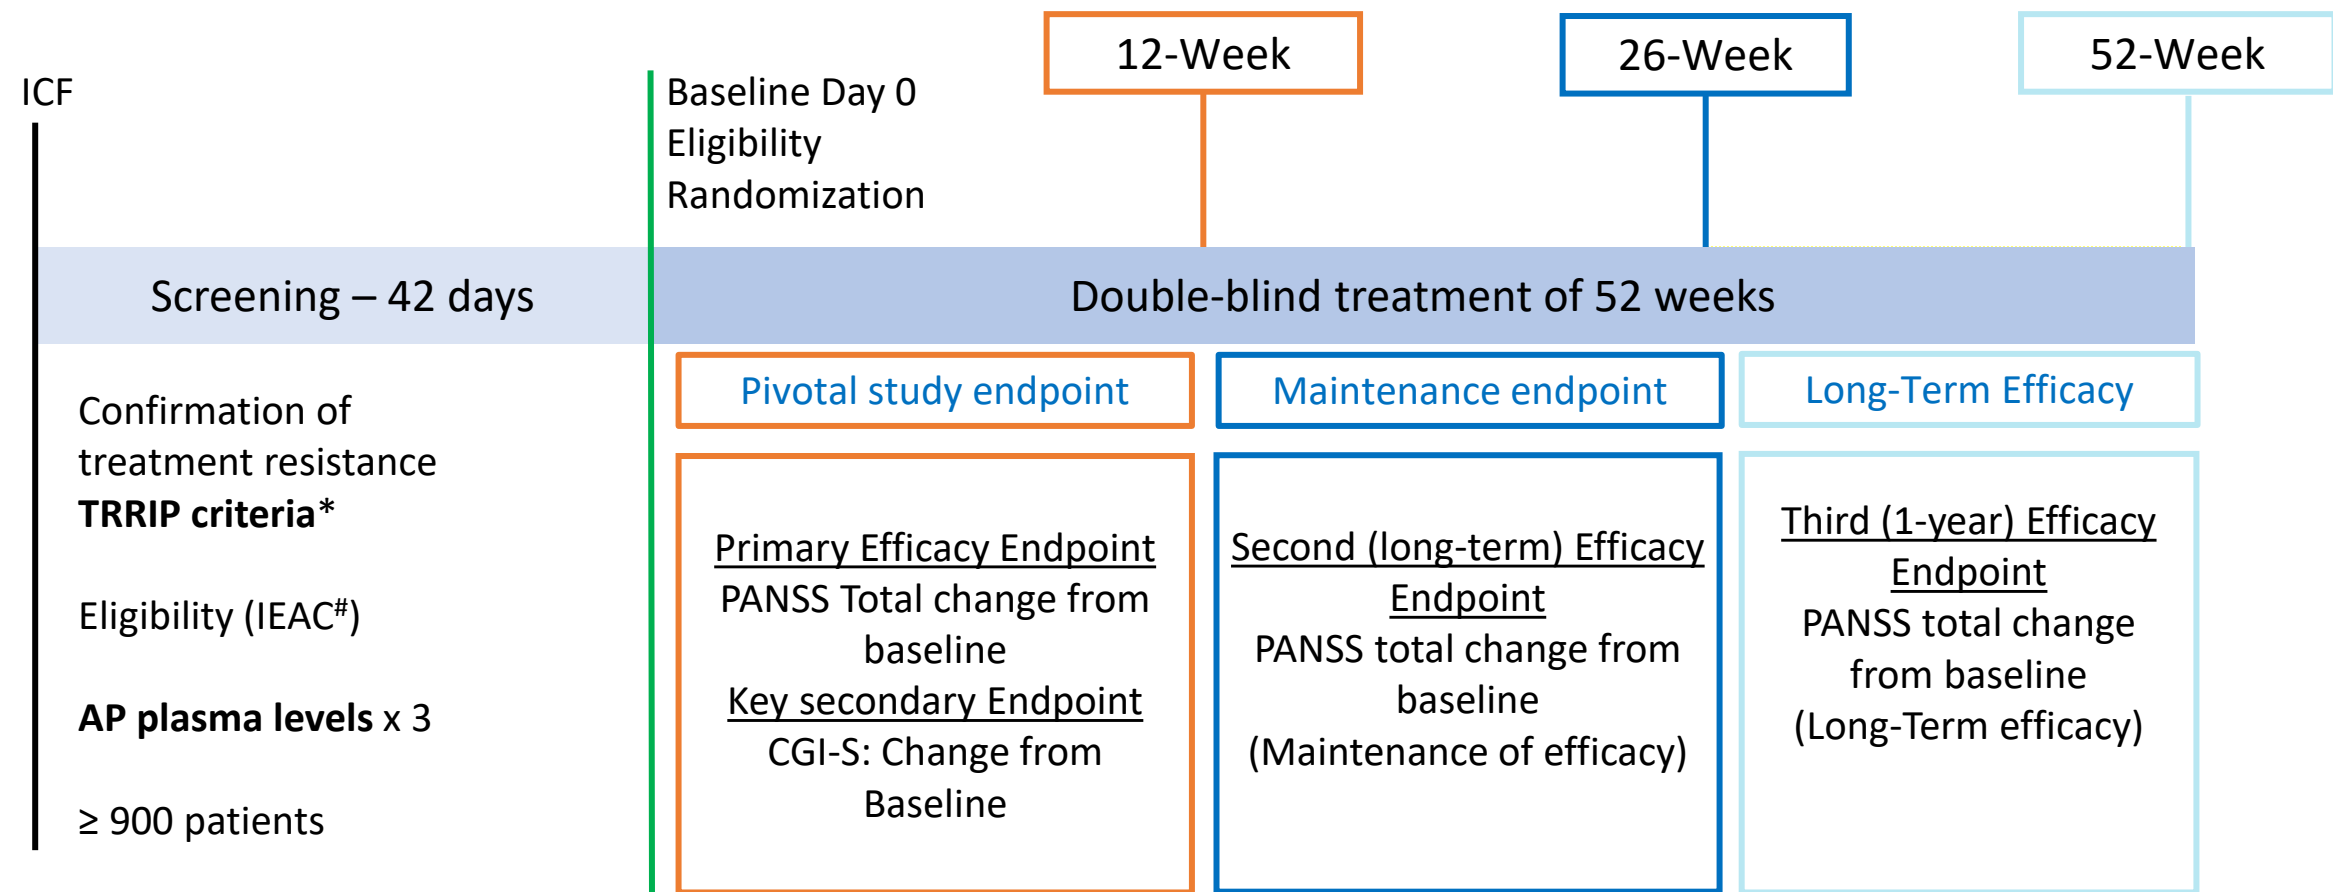 ICF
Baseline Day 0
Eligibility
Randomization
12-Week
26-Week
52-Week
Screening – 42 days
Double-blind treatment of 52 weeks
Confirmation of
treatment resistance
TRRIP criteria*
Eligibility (IEAC#)
AP plasma levels x 3
≥ 900 patients
Pivotal study endpoint
Primary Efficacy Endpoint
PANSS Total change from
baseline
Key secondary Endpoint
CGI-S: Change from
Baseline
Maintenance endpoint
Second (long-term) Efficacy
Endpoint
PANSS total change from
baseline
(Maintenance of efficacy)
Long-Term Efficacy
Third (1-year) Efficacy
Endpoint
PANSS total change
from baseline
(Long-Term efficacy)